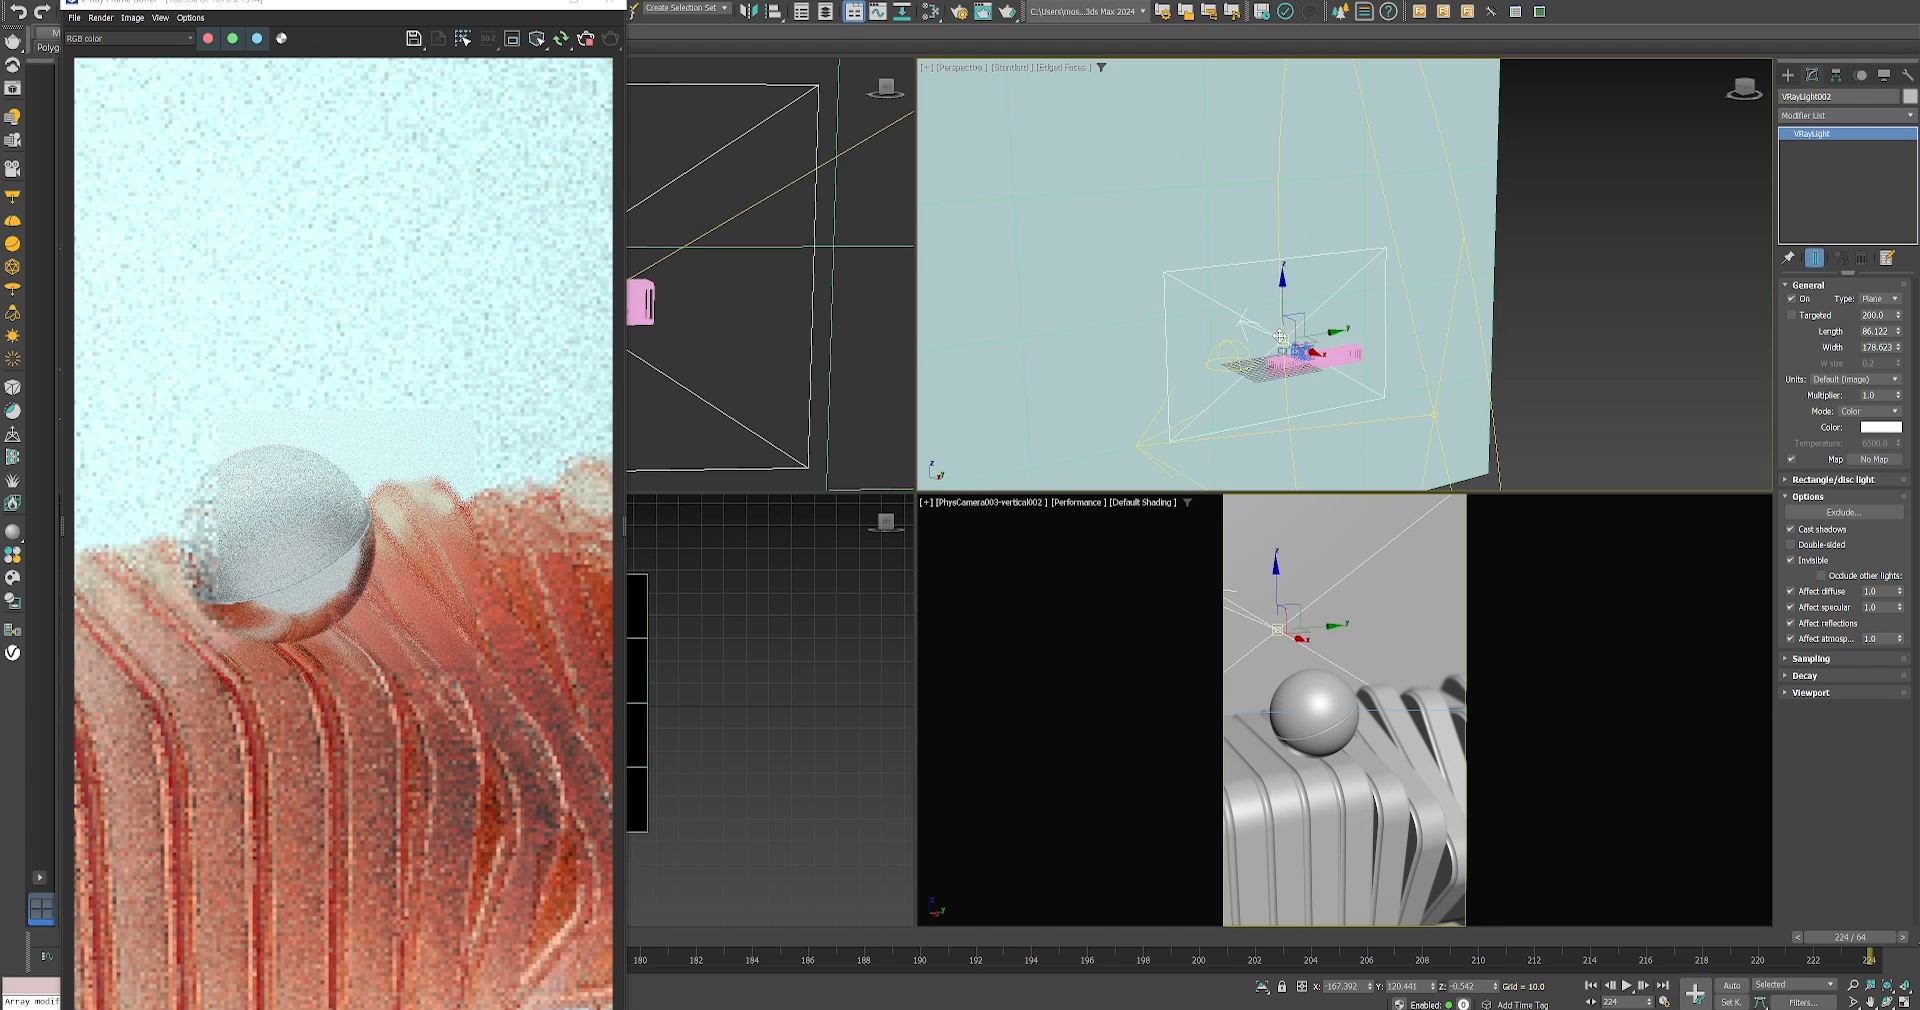 File Render Image View Options
RGB color
Create Selection Set
C:\Users\mos...3ds Max 2024
Polyg
[+] [Perspective ] [Standard ] [Edged Faces ]
VRayLight002
Modifier List
VRayLight
General
On Type: Plane
Targeted 200.0
Length 86.122
Width 178.623
W size 0.2
Units: Default (image)
Multiplier: 1.0
Mode: Color
Color:
Temperature: 6500.0
Map No Map
Rectangle/disc light
Options
Exclude...
Cast shadows
Double-sided
Invisible
Occlude other lights:
Affect diffuse 1.0
Affect specular 1.0
Affect reflections
Affect atmosp... 1.0
Sampling
Decay
Viewport
[+] [PhysCamera003-vertical002 ] [Performance ] [Default Shading ]
224 / 64
180 182 184 186 188 190 192 194 196 198 200 202 204 206 208 210 212 214 216 218 220 222 224
X: -167.392 Y: 120.441 Z: -0.542 Grid = 10.0
Auto Selected
Array modif
Enabled: 0 Add Time Tag
224 Set K. Filters...